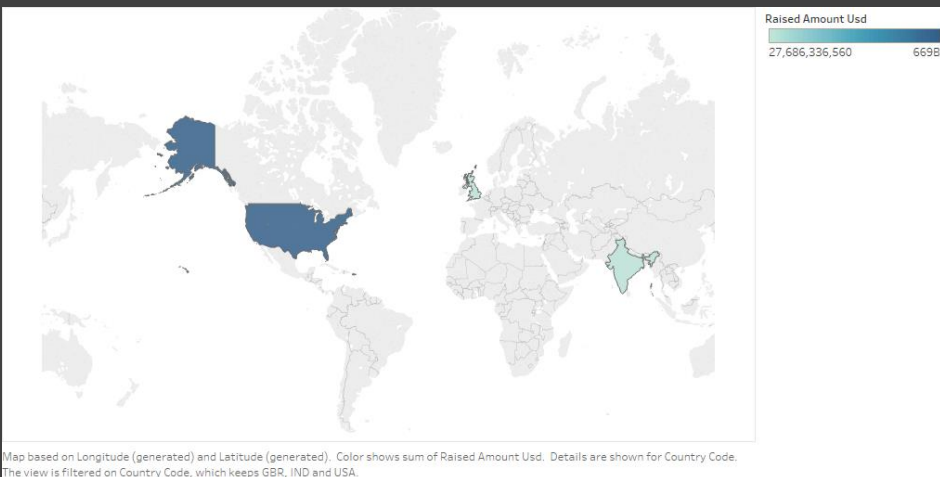 Raised Amount Usd
27,686,336,560 669B
Map based on Longitude (generated) and Latitude (generated). Color shows sum of Raised Amount Usd. Details are shown for Country Code.
The view is filtered on Country Code, which keeps GBR, IND and USA.